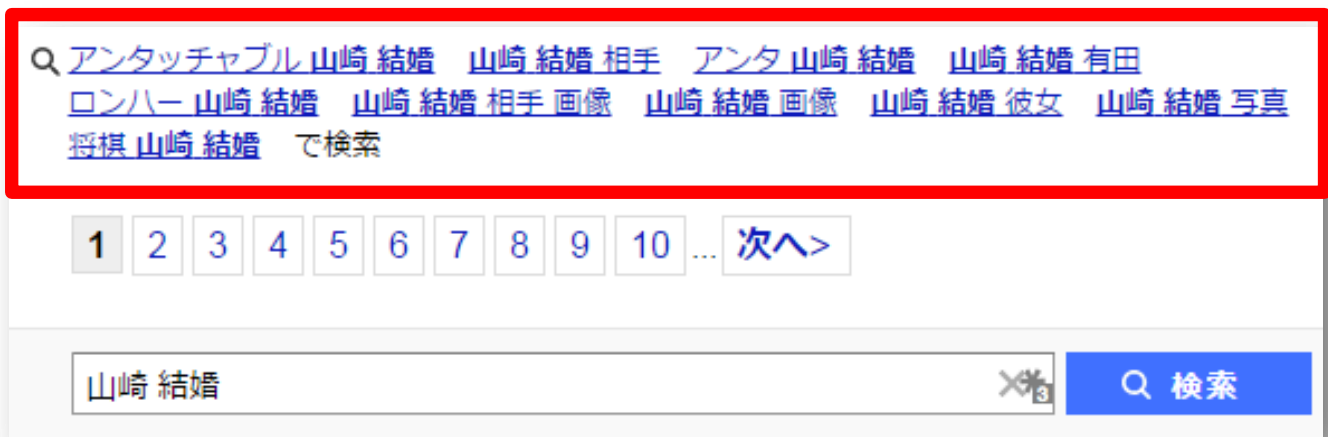 アンタッチャブル 山崎 結婚 山崎 結婚 相手 アンタ 山崎 結婚 山崎 結婚 有田
ロンハー 山崎 結婚 山崎 結婚 相手 画像 山崎 結婚 画像 山崎 結婚 彼女 山崎 結婚 写真
将棋 山崎 結婚 で検索
1 2 3 4 5 6 7 8 9 10 ... 次へ>
山崎 結婚 3 検索